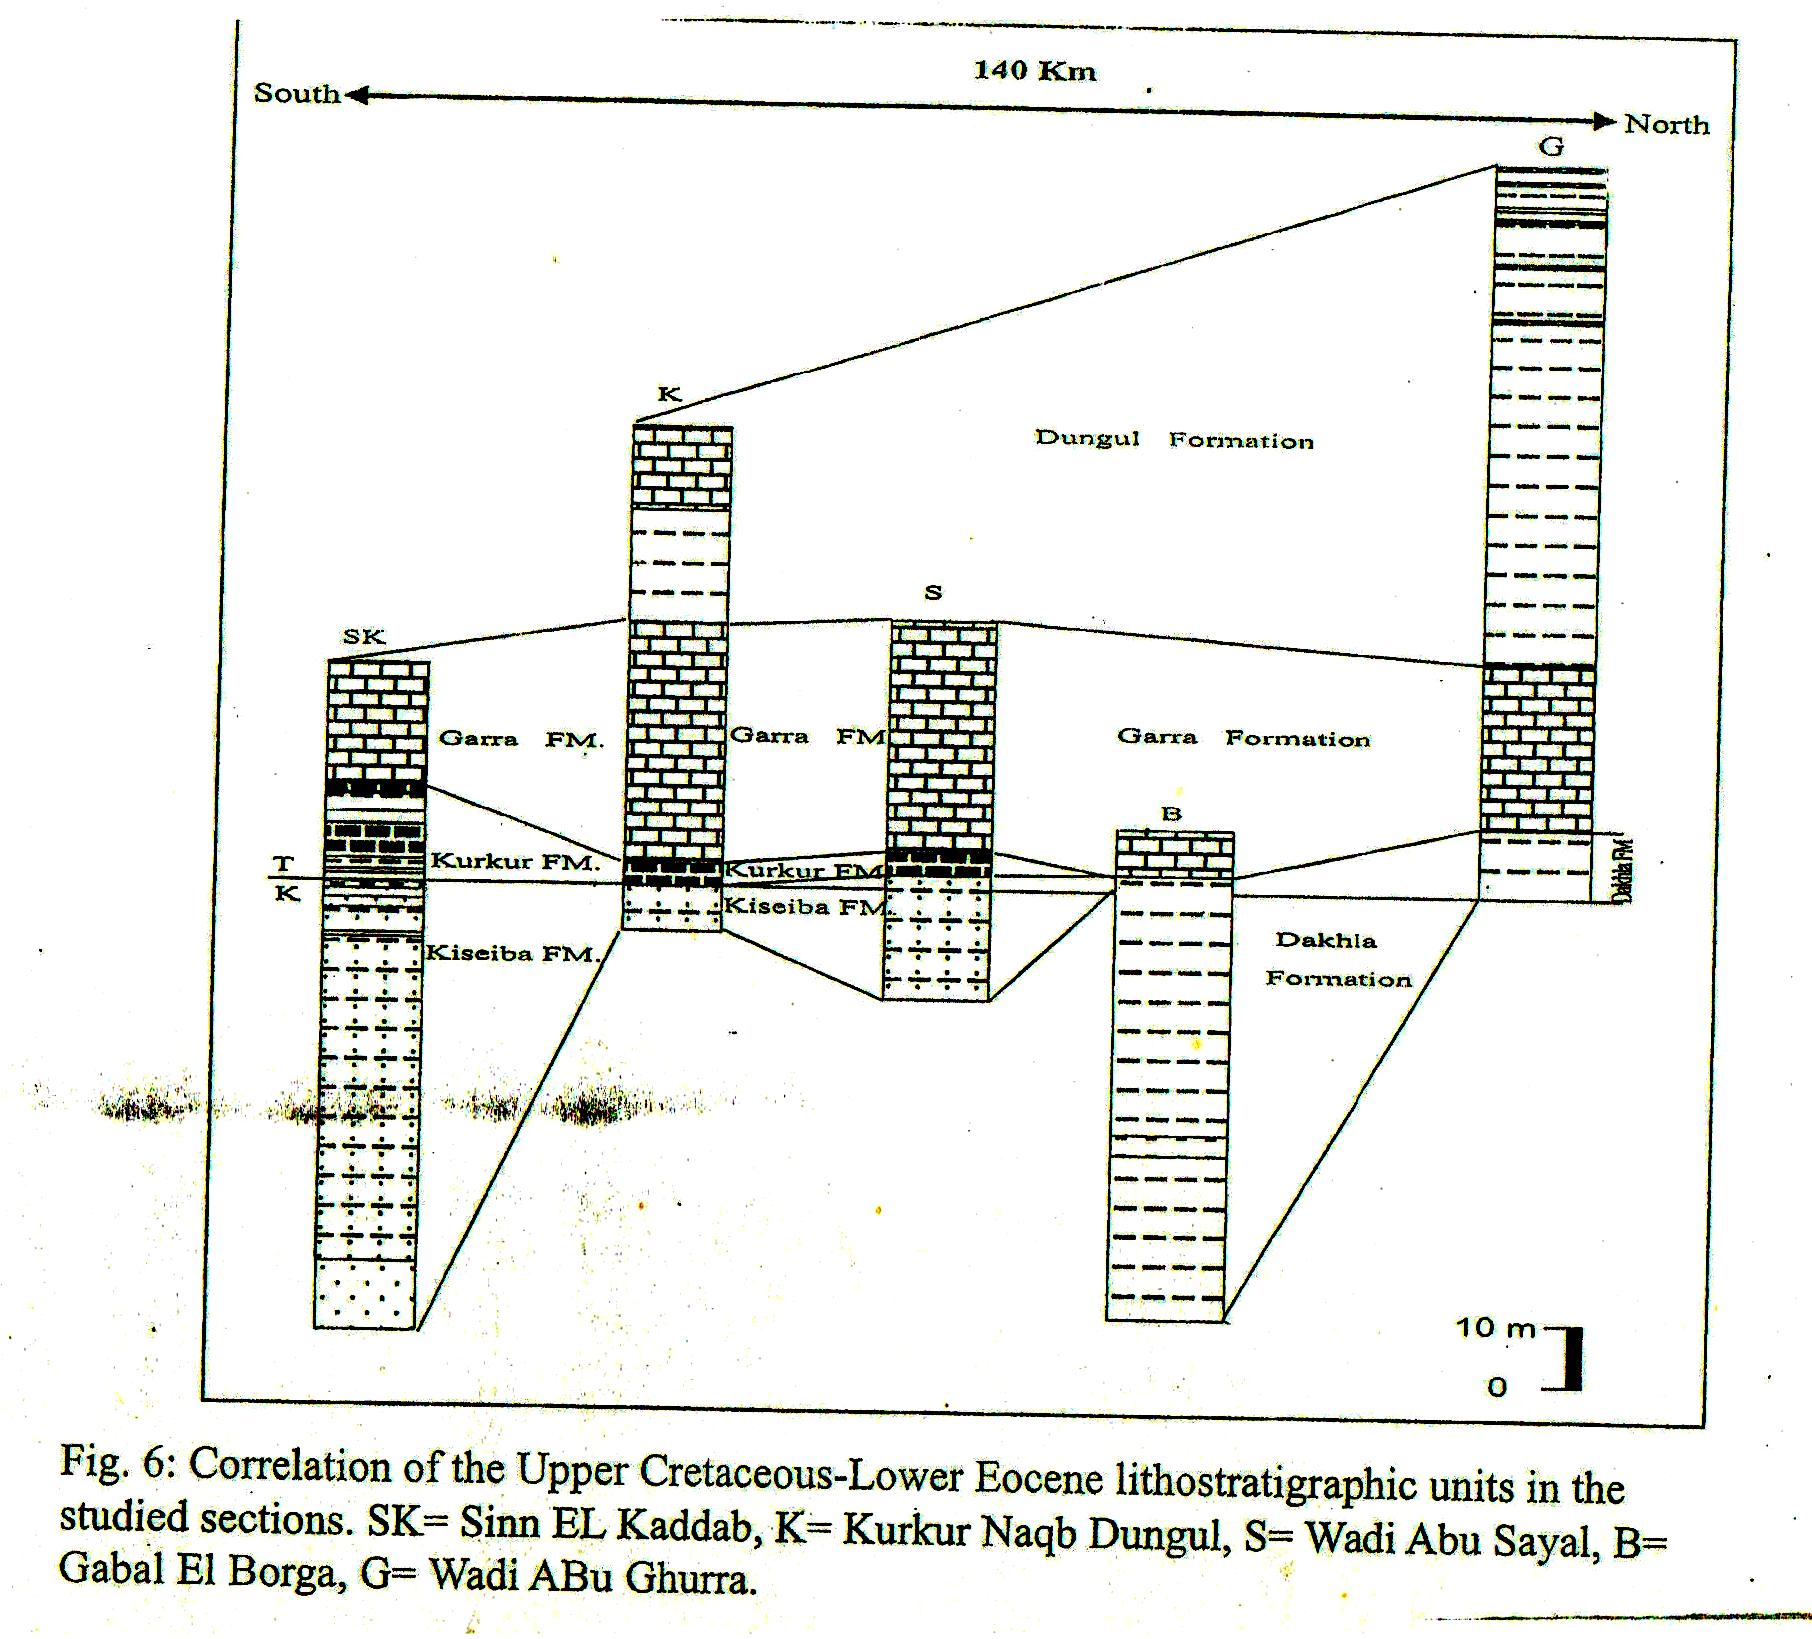 140 Km
South
North
G
K
Dungul Formation
S
SK
Garra FM.
Garra FM
Garra Formation
B
T
Kurkur FM.
Kurkur FM
Dakhla FM
K
Kiseiba FM
Kiseiba FM.
Dakhla
Formation
10 m
0
Fig. 6: Correlation of the Upper Cretaceous-Lower Eocene lithostratigraphic units in the
studied sections. SK= Sinn EL Kaddab, K= Kurkur Naqb Dungul, S= Wadi Abu Sayal, B=
Gabal El Borga, G= Wadi ABu Ghurra.